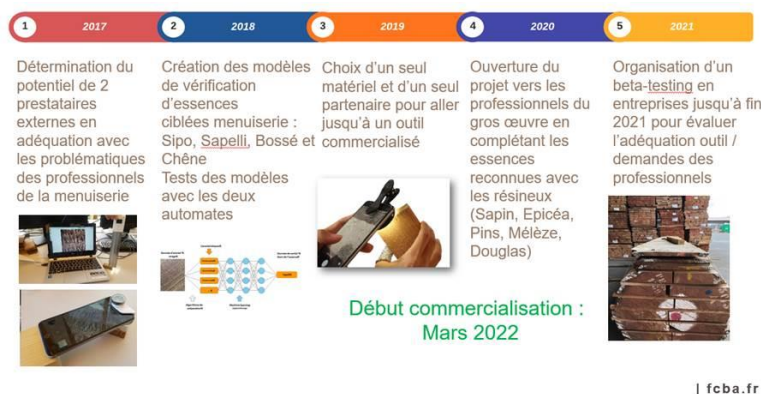 1 2017
2 2018
3 2019
4 2020
5 2021
Détermination du
potentiel de 2
prestataires
externes en
adéquation avec
les problématiques
des professionnels
de la menuiserie
Création des modèles
de vérification
d’essences
ciblées menuiserie :
Sipo, Sapelli, Bossé et
Chêne
Tests des modèles
avec les deux
automates
Choix d’un seul
matériel et d’un seul
partenaire pour aller
jusqu’à un outil
commercialisé
Ouverture du
projet vers les
professionnels du
gros œuvre en
complétant les
essences
reconnues avec
les résineux
(Sapin, Epicéa,
Pins, Mélèze,
Douglas)
Organisation d’un
beta-testing en
entreprises jusqu’à fin
2021 pour évaluer
l’adéquation outil /
demandes des
professionnels
Début commercialisation :
Mars 2022
| fcba.fr